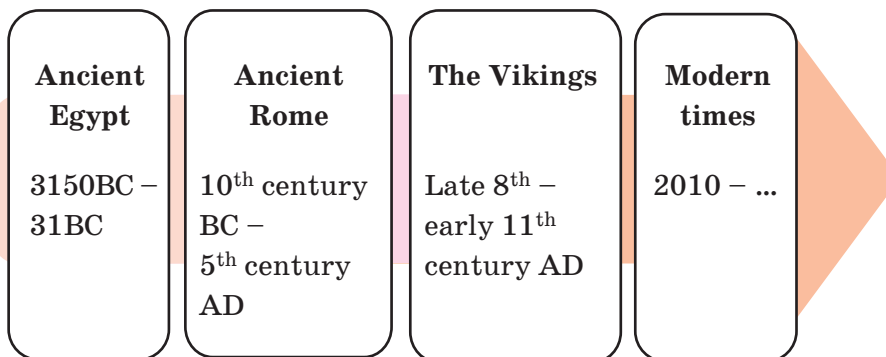 Ancient
Egypt
3150BC –
31BC
Ancient
Rome
10th century
BC –
5th century
AD
The Vikings
Late 8th –
early 11th
century AD
Modern
times
2010 – ...